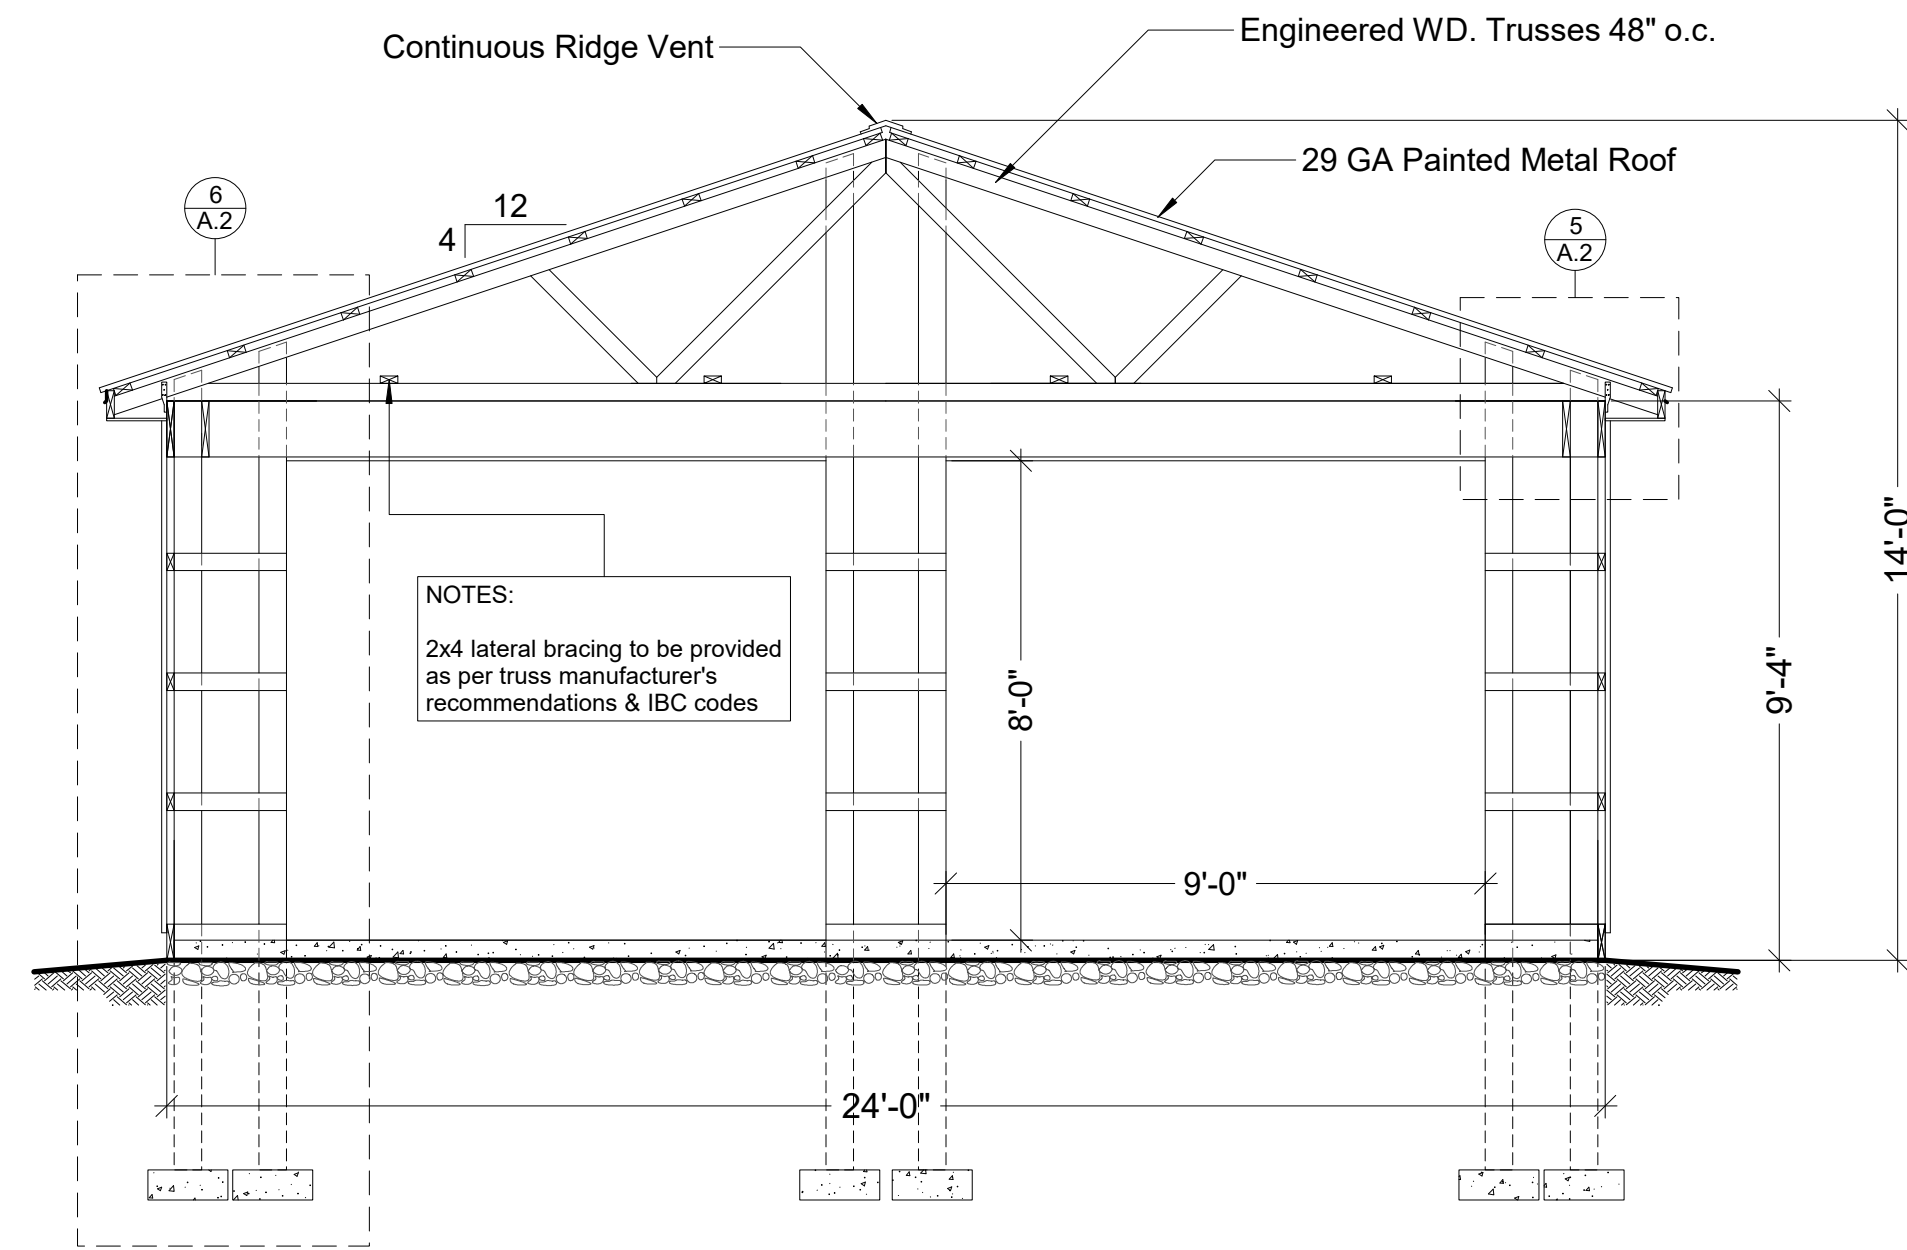 Continuous Ridge Vent
Engineered WD. Trusses 48" o.c.
29 GA Painted Metal Roof
6
A.2
12
4
5
A.2
NOTES:
2x4 lateral bracing to be provided
as per truss manufacturer's
recommendations & IBC codes
8'-0"
9'-0"
9'-4"
14'-0"
24'-0"